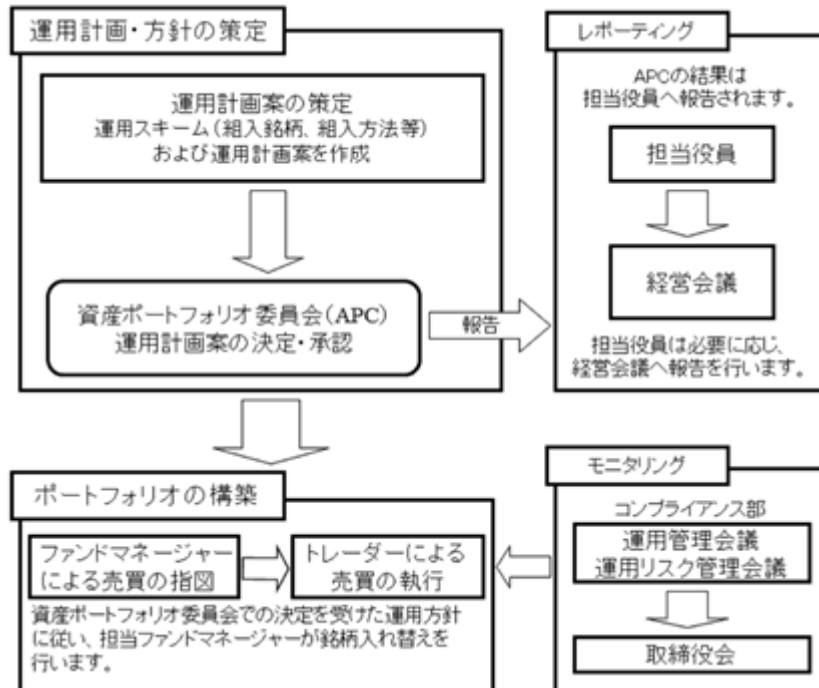 運用計画・方針の策定
運用計画案の策定
運用スキーム(組入銘柄、組入方法等)
および運用計画案を作成
資産ポートフォリオ委員会(APC)
運用計画案の決定・承認
報告
レポーティング
APCの結果は
担当役員へ報告されます。
担当役員
経営会議
担当役員は必要に応じ、
経営会議へ報告を行います。
ポートフォリオの構築
ファンドマネージャー
による売買の指図
トレーダーによる
売買の執行
資産ポートフォリオ委員会での決定を受けた運用方針
に従い、担当ファンドマネージャーが銘柄入れ替えを
行います。
モニタリング
コンプライアンス部
運用管理会議
運用リスク管理会議
取締役会